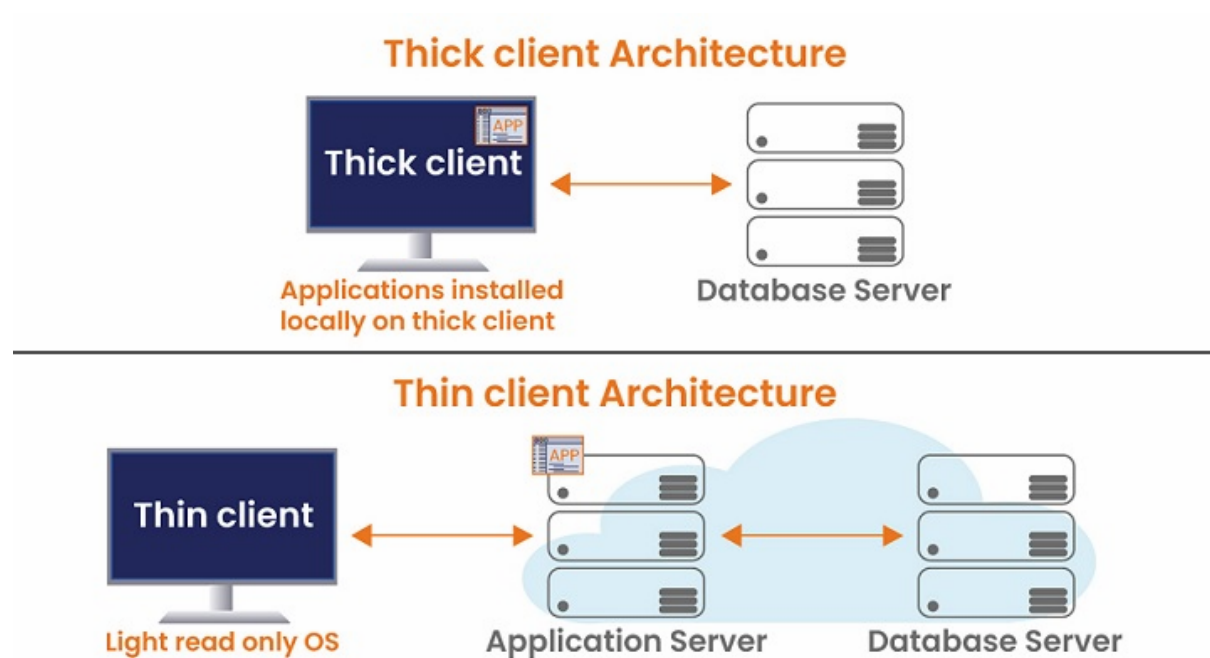 Thick client Architecture
APP
Thick client
Applications installed
locally on thick client
Database Server
Thin client Architecture
APP
Thin client
Light read only OS
Application Server
Database Server